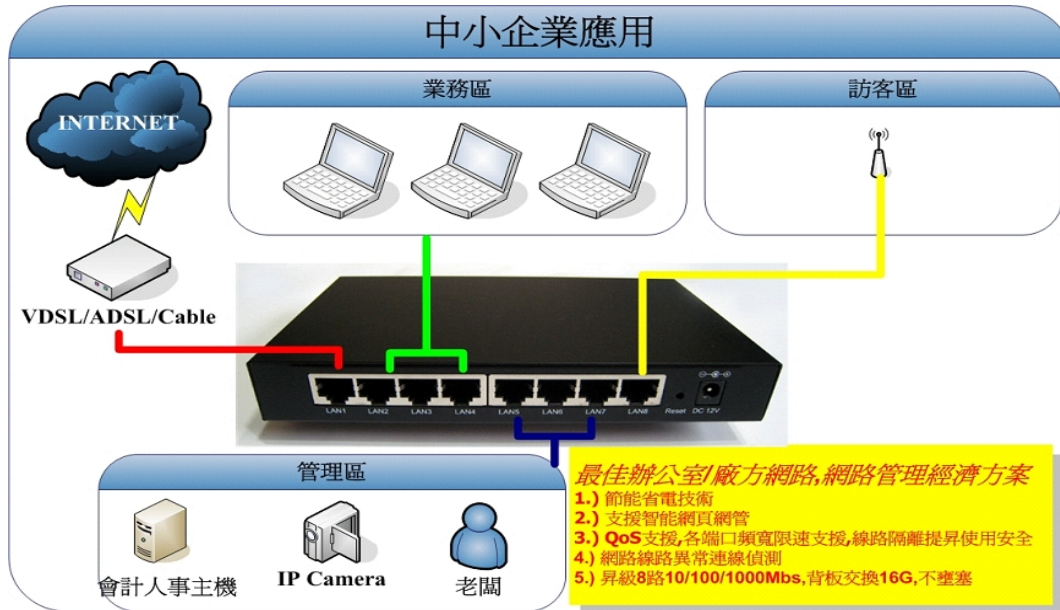 中小企業應用
業務區
訪客區
INTERNET
VDSL/ADSL/Cable
LAN1 LAN2 LAN3 LAN4 LAN5 LAN6 LAN7 LAN8 Reset DC 12V
管理區
會計人事主機
IP Camera
老闆
最佳辦公室/廠方網路,網路管理經濟方案
1.) 節能省電技術
2.) 支援智能網頁網管
3.) QoS支援,各端口頻寬限速支援,線路隔離提昇使用安全
4.) 網路線路異常連線偵測
5.) 昇級8路10/100/1000Mbs,背板交換16G,不壅塞